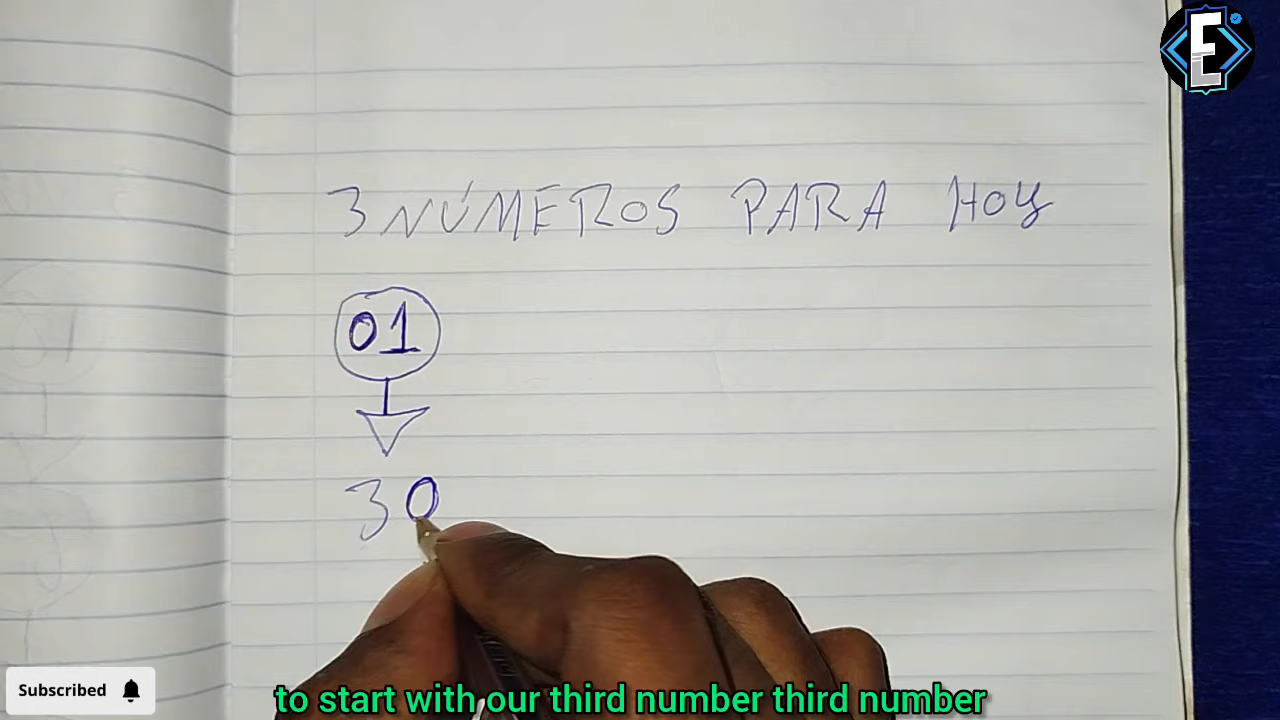 3 NÚMEROS PARA HOY
01
30
Subscribed
to start with our third number third number
E